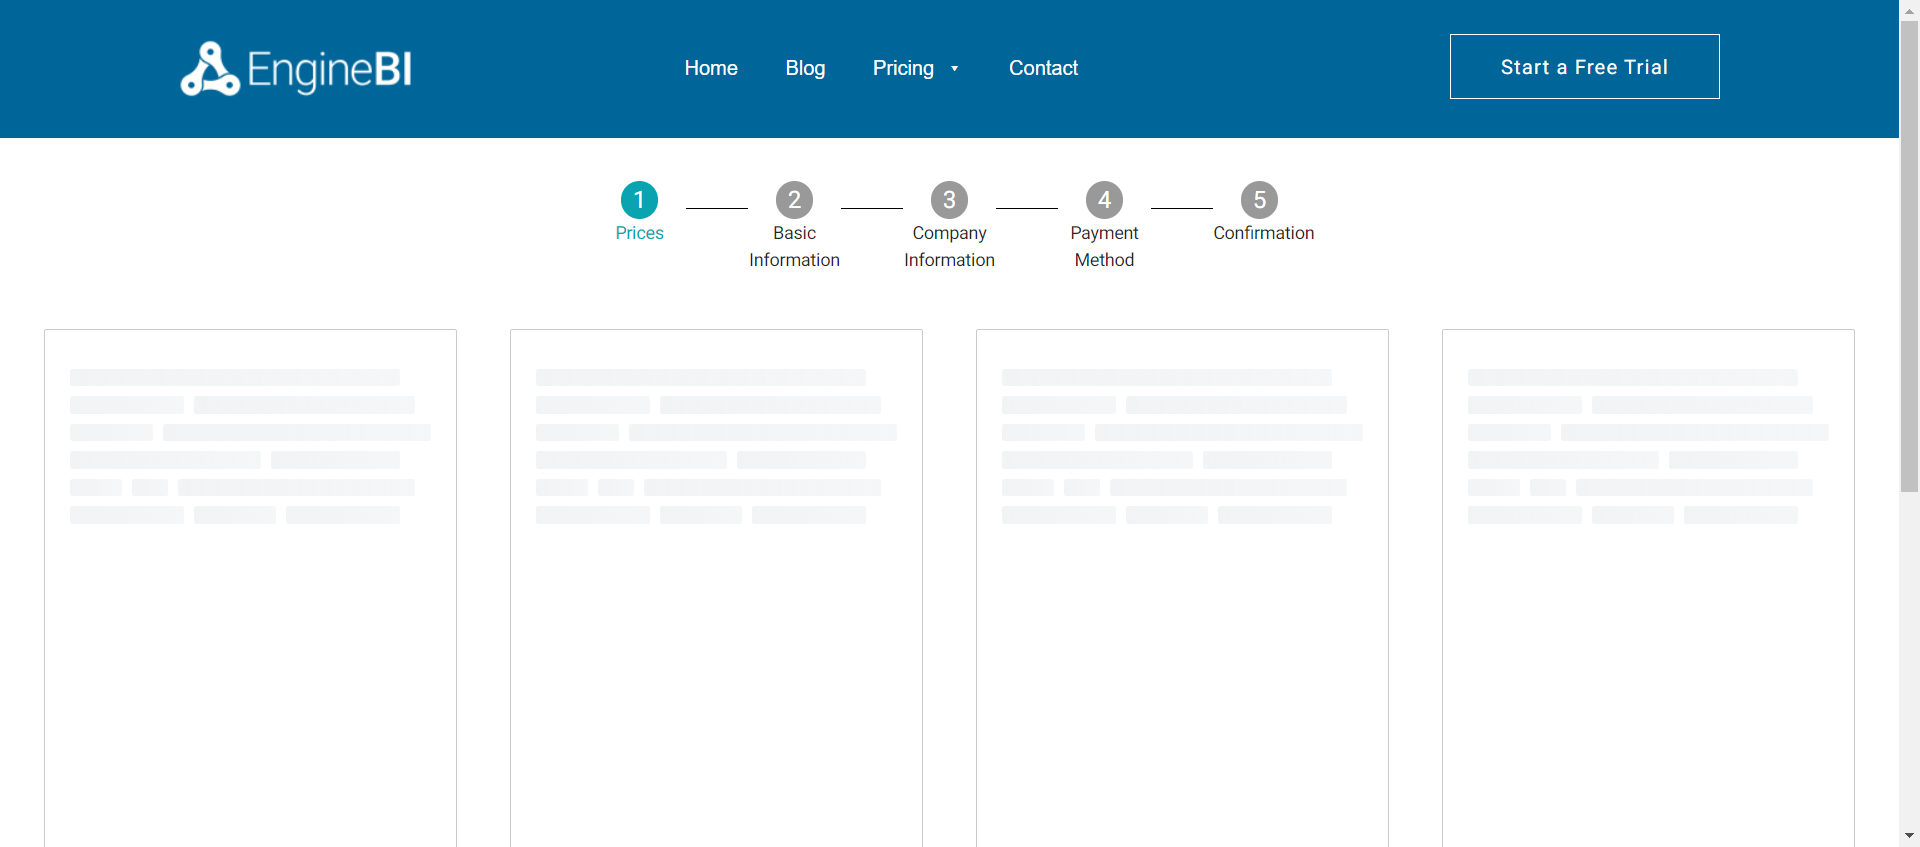 EngineBI
Home Blog Pricing Contact
Start a Free Trial
1 2 3 4 5
Prices Basic Information Company Information Payment Method Confirmation